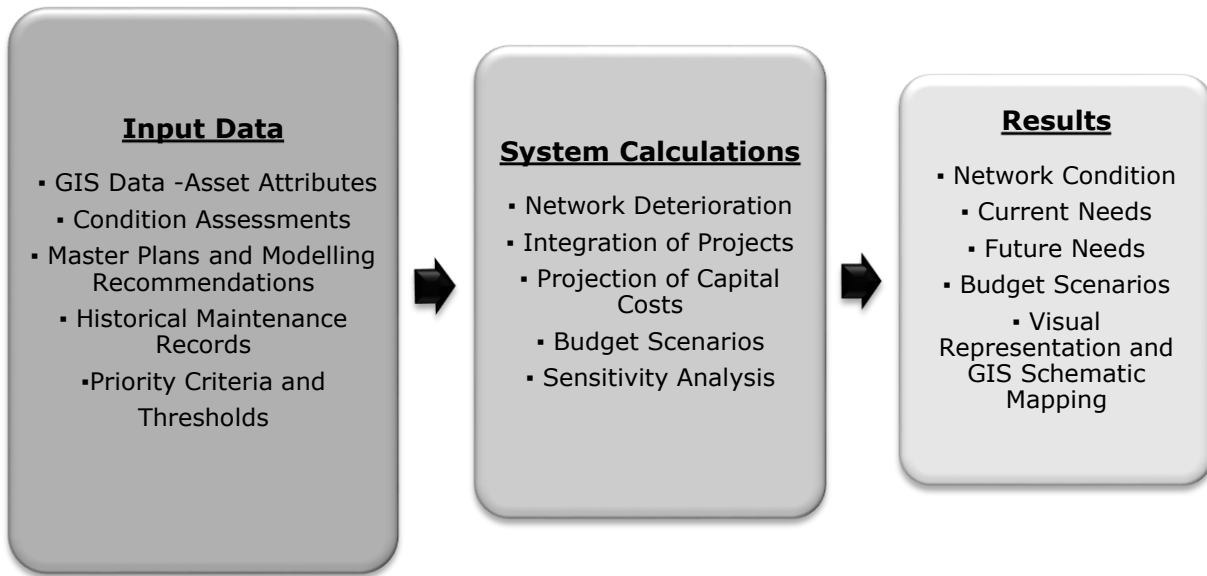 Input Data
▪ GIS Data -Asset Attributes
▪ Condition Assessments
▪ Master Plans and Modelling
Recommendations
▪ Historical Maintenance
Records
▪Priority Criteria and
Thresholds
System Calculations
▪ Network Deterioration
▪ Integration of Projects
▪ Projection of Capital
Costs
▪ Budget Scenarios
▪ Sensitivity Analysis
Results
▪ Network Condition
▪ Current Needs
▪ Future Needs
▪ Budget Scenarios
▪ Visual
Representation and
GIS Schematic
Mapping